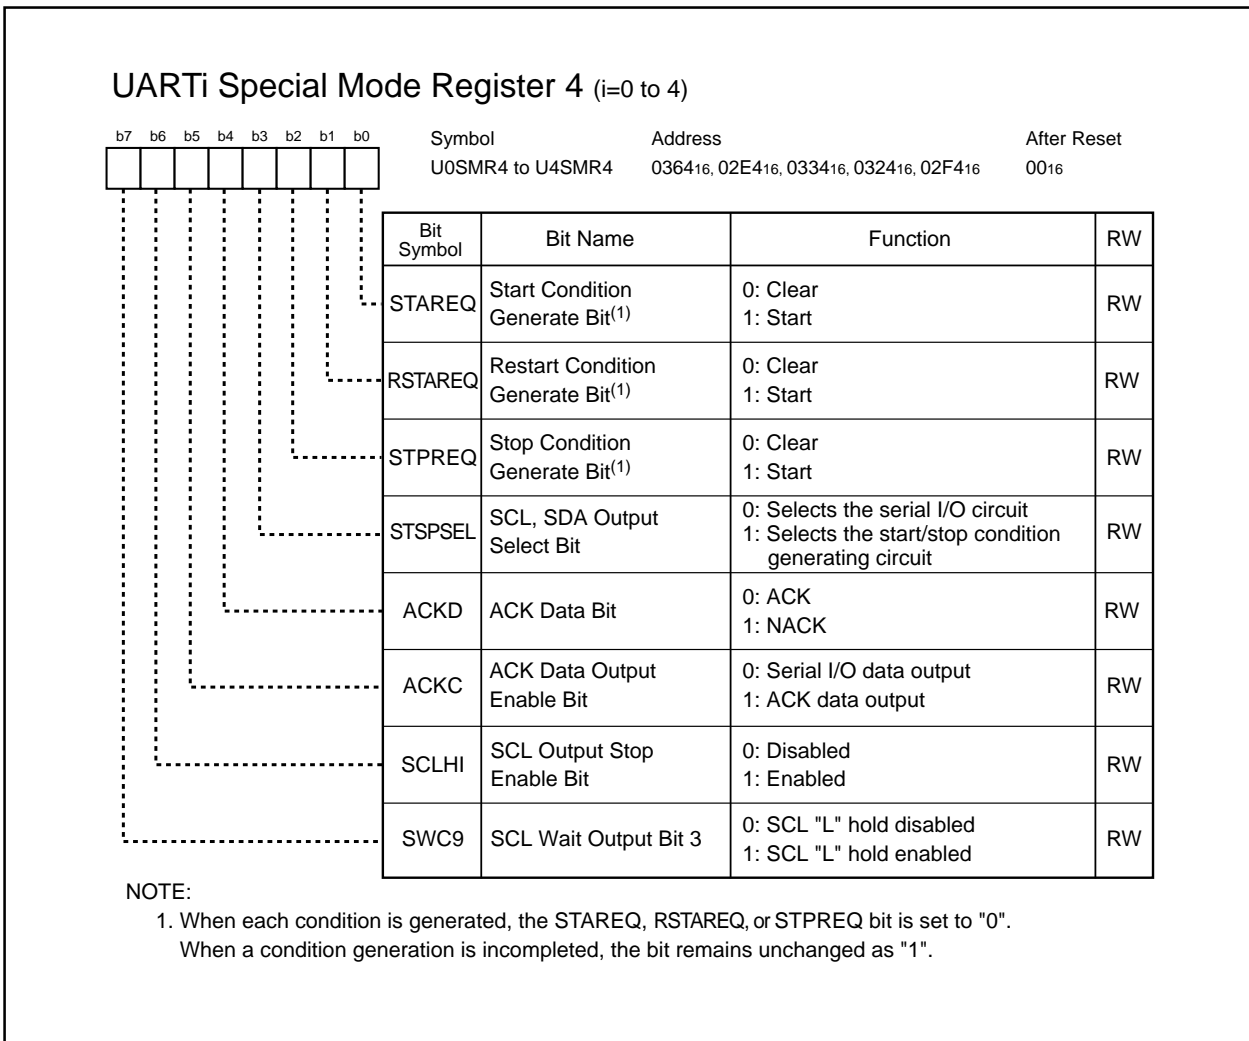 UARTi Special Mode Register 4 (i=0 to 4)
b7 b6 b5 b4 b3 b2 b1 b0
Symbol Address After Reset
U0SMR4 to U4SMR4 036416, 02E416, 033416, 032416, 02F416 0016
Bit Symbol Bit Name Function RW
STAREQ Start Condition Generate Bit(1) 0: Clear 1: Start RW
RSTAREQ Restart Condition Generate Bit(1) 0: Clear 1: Start RW
STPREQ Stop Condition Generate Bit(1) 0: Clear 1: Start RW
STSPSEL SCL, SDA Output Select Bit 0: Selects the serial I/O circuit 1: Selects the start/stop condition generating circuit RW
ACKD ACK Data Bit 0: ACK 1: NACK RW
ACKC ACK Data Output Enable Bit 0: Serial I/O data output 1: ACK data output RW
SCLHI SCL Output Stop Enable Bit 0: Disabled 1: Enabled RW
SWC9 SCL Wait Output Bit 3 0: SCL "L" hold disabled 1: SCL "L" hold enabled RW
NOTE:
1. When each condition is generated, the STAREQ, RSTAREQ, or STPREQ bit is set to "0".
When a condition generation is incompleted, the bit remains unchanged as "1".